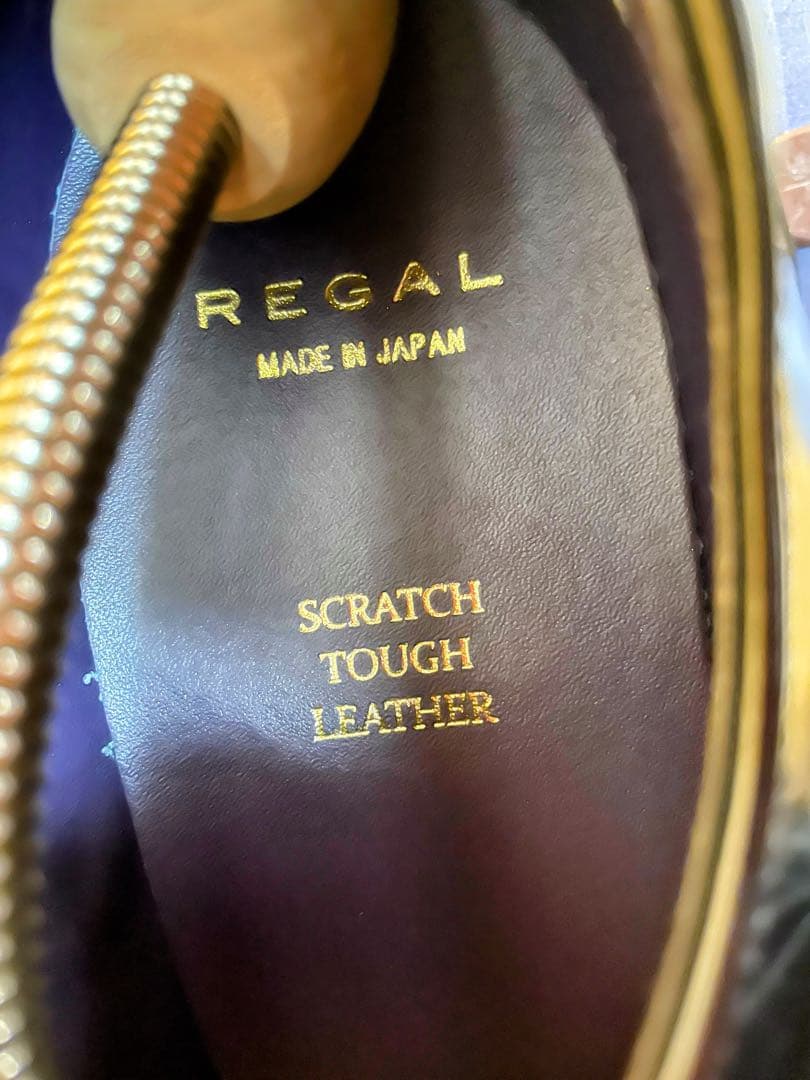 REGAL
MADE IN JAPAN
SCRATCH
TOUGH
LEATHER